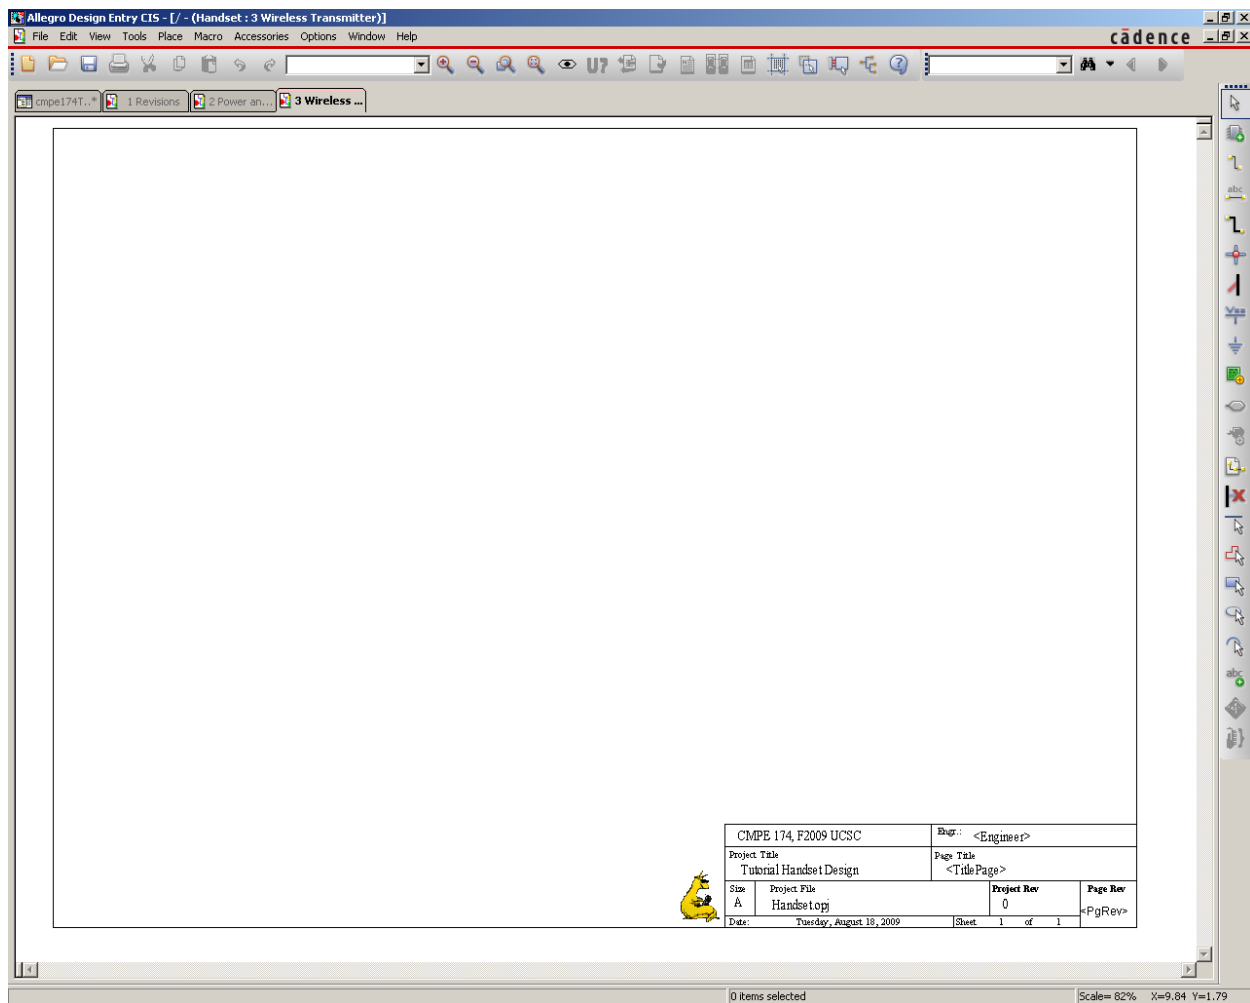 Allegro Design Entry CIS - [/ - (Handset : 3 Wireless Transmitter)]
File Edit View Tools Place Macro Accessories Options Window Help
cādence
U?
cmpe174T..* 1 Revisions 2 Power an... 3 Wireless ...
abc
abc
CMPE 174, F2009 UCSC
Engr.: <Engineer>
Project Title
Tutorial Handset Design
Page Title
<TitlePage>
Size
A
Project File
Handset.opj
Project Rev
0
Page Rev
<PgRev>
Date: Tuesday, August 18, 2009
Sheet 1 of 1
0 items selected
Scale= 82% X=9.84 Y=1.79